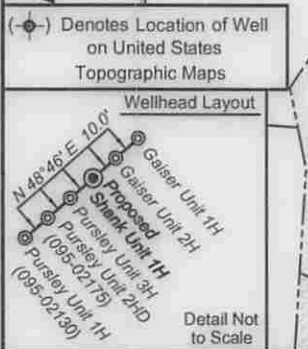 (-⌖-) Denotes Location of Well
on United States
Topographic Maps
Wellhead Layout
N 48°46' E 10.0'
Gaiser Unit 1H
Gaiser Unit 2H
Proposed
Shank Unit 1H
Pursley Unit 3H
(095-02175)
Pursley Unit 2HD
Pursley Unit 1H
(095-02130)
Detail Not
to Scale